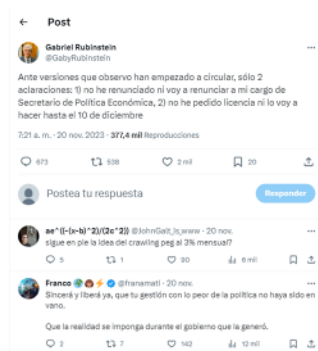 ← Post
Gabriel Rubinstein
@GabyRubinstein
Ante versiones que observo han empezado a circular, sólo 2
aclaraciones: 1) no he renunciado ni voy a renunciar a mi cargo de
Secretario de Política Económica, 2) no he pedido licencia ni lo voy a
hacer hasta el 10 de diciembre
7:21 a. m. · 20 nov. 2023 · 377,4 mil Reproducciones
673 538 2 mil 20
Postea tu respuesta Responder
ae^((-(x-b)^2)/(2c^2)) @JohnGalt_is_www · 20 nov.
sigue en pie la idea del crawling peg al 3% mensual?
5 1 90 6 mil
Franco @franamati · 20 nov.
Sincerá y liberá ya, que tu gestión con lo peor de la política no haya sido en
vano.
Que la realidad se imponga durante el gobierno que la generó.
2 7 142 12 mil